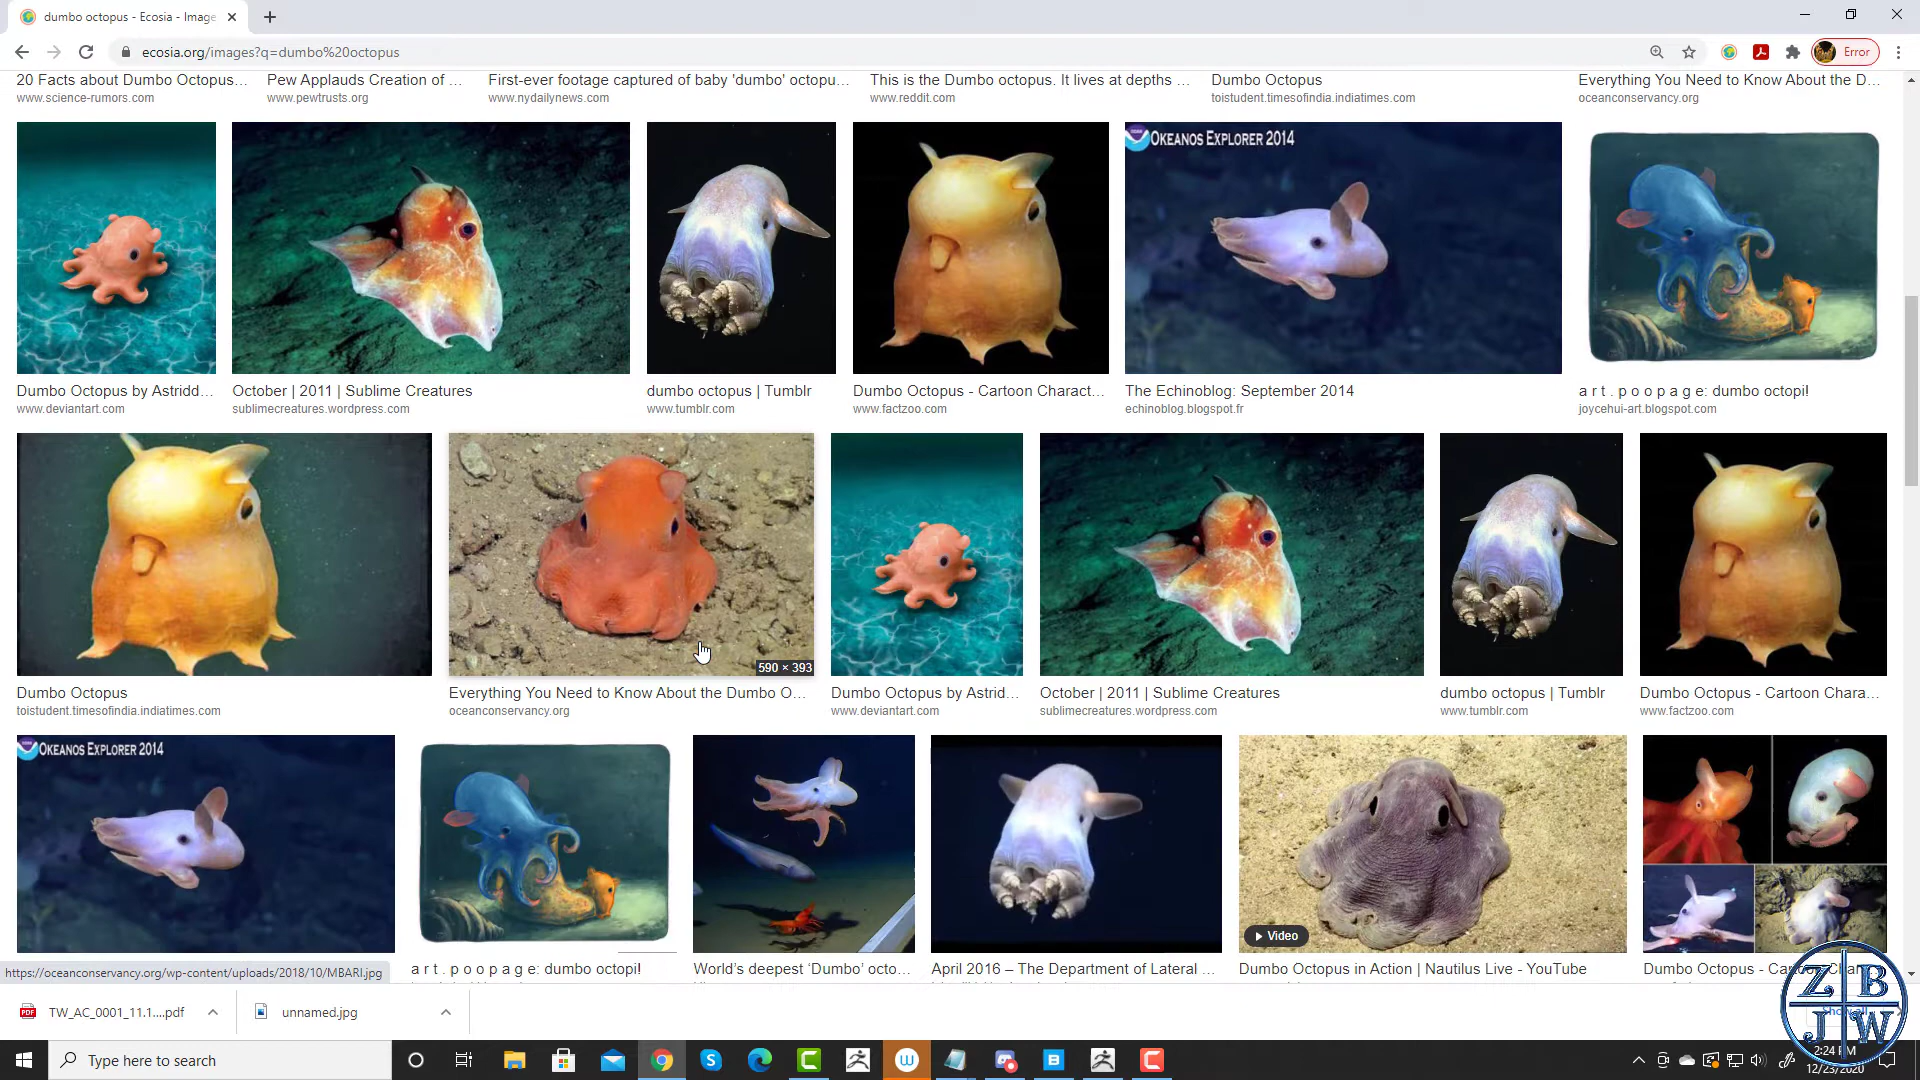 dumbo octopus - Ecosia - Image
ecosia.org/images?q=dumbo%20octopus
Error
20 Facts about Dumbo Octopus...
www.science-rumors.com
Pew Applauds Creation of ...
www.pewtrusts.org
First-ever footage captured of baby 'dumbo' octopu...
www.nydailynews.com
This is the Dumbo octopus. It lives at depths ...
www.reddit.com
Dumbo Octopus
toistudent.timesofindia.indiatimes.com
Everything You Need to Know About the D...
oceanconservancy.org
OKEANOS EXPLORER 2014
Dumbo Octopus by Astridd...
www.deviantart.com
October | 2011 | Sublime Creatures
sublimecreatures.wordpress.com
dumbo octopus | Tumblr
www.tumblr.com
Dumbo Octopus - Cartoon Charact...
www.factzoo.com
The Echinoblog: September 2014
echinoblog.blogspot.fr
a r t . p o o p a g e: dumbo octopi!
joycehui-art.blogspot.com
590 × 393
Dumbo Octopus
toistudent.timesofindia.indiatimes.com
Everything You Need to Know About the Dumbo O...
oceanconservancy.org
Dumbo Octopus by Astrid...
www.deviantart.com
October | 2011 | Sublime Creatures
sublimecreatures.wordpress.com
dumbo octopus | Tumblr
www.tumblr.com
Dumbo Octopus - Cartoon Chara...
www.factzoo.com
OKEANOS EXPLORER 2014
Video
https://oceanconservancy.org/wp-content/uploads/2018/10/MBARI.jpg
a r t . p o o p a g e: dumbo octopi!
World's deepest 'Dumbo' octo...
April 2016 – The Department of Lateral ...
Dumbo Octopus in Action | Nautilus Live - YouTube
Dumbo Octopus - Ca
TW_AC_0001_11.1....pdf
unnamed.jpg
Show all
Z B
J W
Type here to search
2:24 PM
12/23/2020